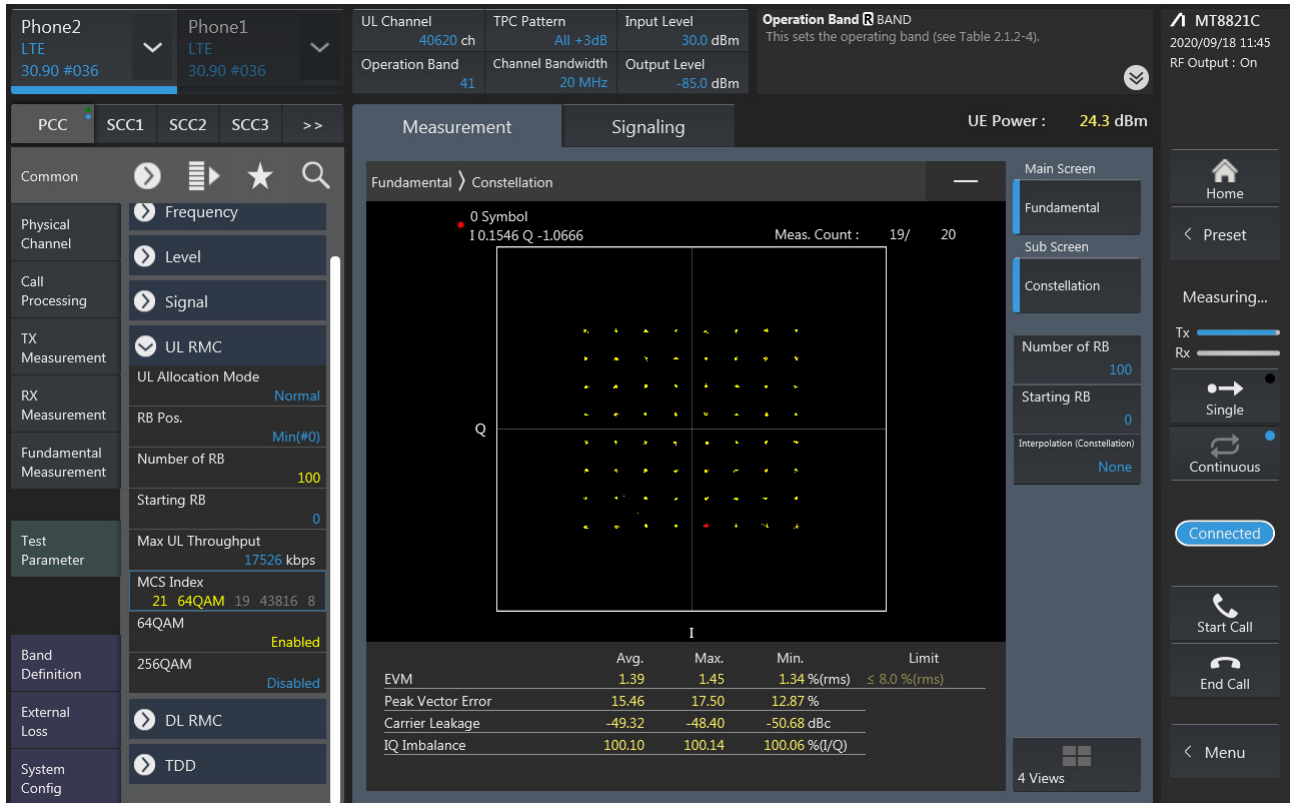 Phone2
LTE
30.90 #036
Phone1
LTE
30.90 #036
UL Channel
40620 ch
TPC Pattern
All +3dB
Input Level
30.0 dBm
Operation Band
41
Channel Bandwidth
20 MHz
Output Level
-85.0 dBm
Operation Band R BAND
This sets the operating band (see Table 2.1.2-4).
MT8821C
2020/09/18 11:45
RF Output : On
PCC SCC1 SCC2 SCC3 >>
Measurement
Signaling
UE Power : 24.3 dBm
Common
Physical
Channel
Call
Processing
TX
Measurement
RX
Measurement
Fundamental
Measurement
Test
Parameter
Band
Definition
External
Loss
System
Config
Frequency
Level
Signal
UL RMC
UL Allocation Mode
Normal
RB Pos.
Min(#0)
Number of RB
100
Starting RB
0
Max UL Throughput
17526 kbps
MCS Index
21 64QAM 19 43816 8
64QAM
Enabled
256QAM
Disabled
DL RMC
TDD
Fundamental 〉 Constellation
0 Symbol
I 0.1546 Q -1.0666
Meas. Count : 19/ 20
Q
I
Avg. Max. Min. Limit
EVM 1.39 1.45 1.34 %(rms) ≤ 8.0 %(rms)
Peak Vector Error 15.46 17.50 12.87 %
Carrier Leakage -49.32 -48.40 -50.68 dBc
IQ Imbalance 100.10 100.14 100.06 %(I/Q)
Main Screen
Fundamental
Sub Screen
Constellation
Number of RB
100
Starting RB
0
Interpolation (Constellation)
None
4 Views
Home
< Preset
Measuring...
Tx
Rx
Single
Continuous
Connected
Start Call
End Call
< Menu